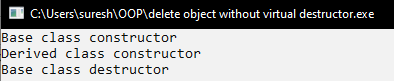 C:\Users\suresh\OOP\delete object without virtual destructor.exe
Base class constructor
Derived class constructor
Base class destructor